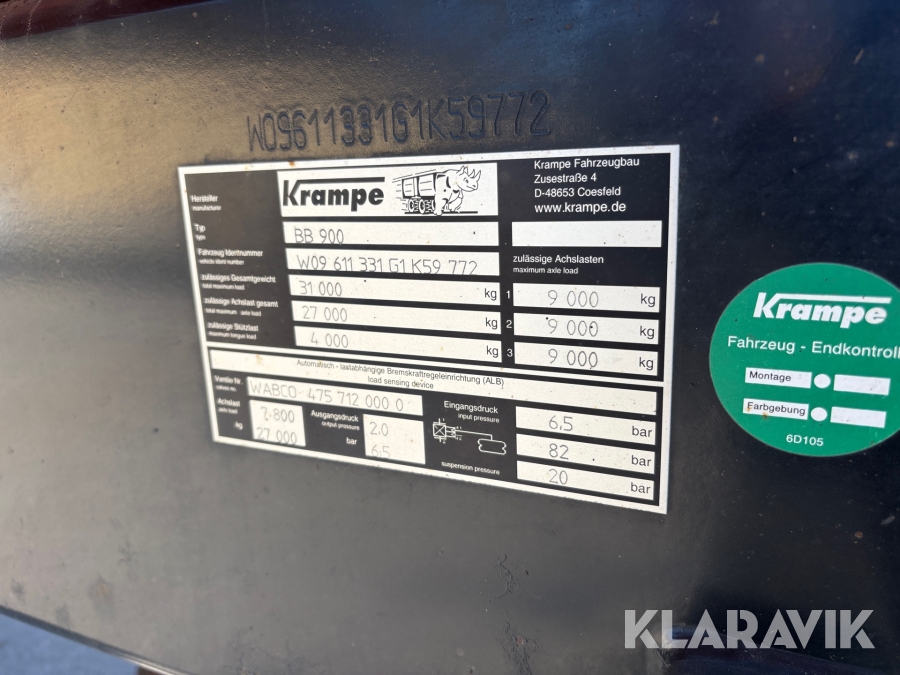 W09611331G1K59772
Krampe
Krampe Fahrzeugbau
Zusestraße 4
D-48653 Coesfeld
www.krampe.de
Hersteller
manufacturer
Typ
type
BB 900
Fahrzeug Identnummer
vehicle ident number
W09 611 331 G1 K59 772
zulässige Achslasten
maximum axle load
zulässiges Gesamtgewicht
total maximum load
31 000 kg
1 9 000 kg
zulässige Achslast gesamt
total maximum axle load
27 000 kg
2 9 000 kg
zulässige Stützlast
maximum tongue load
4 000 kg
3 9 000 kg
Automatisch - lastabhängige Bremskraftregeleinrichtung (ALB)
load sensing device
Ventile Nr.
valves no.
WABCO 475 712 000 0
Achslast
axle load
kg
7.800
27 000
Ausgangsdruck
output pressure
bar
2.0
6,5
Eingangsdruck
input pressure
6,5 bar
82 bar
suspension pressure
20 bar
Krampe
Fahrzeug - Endkontroll
Montage
Farbgebung
6D105
KLARAVIK